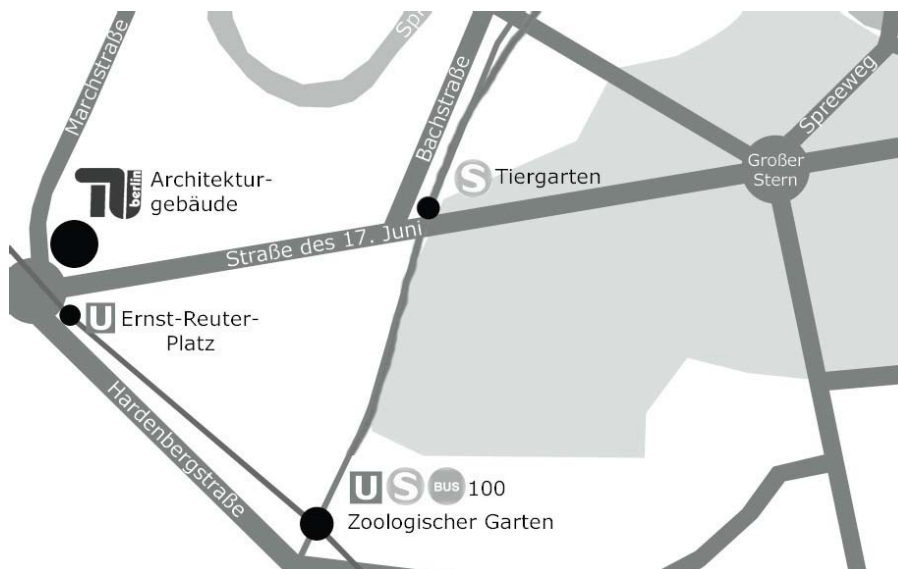 Spr
Marchstraße
Bachstraße
Spreeweg
Großer
Stern
berlin
Architektur-
gebäude
S Tiergarten
Straße des 17. Juni
U Ernst-Reuter-
Platz
Hardenbergstraße
U S BUS 100
Zoologischer Garten